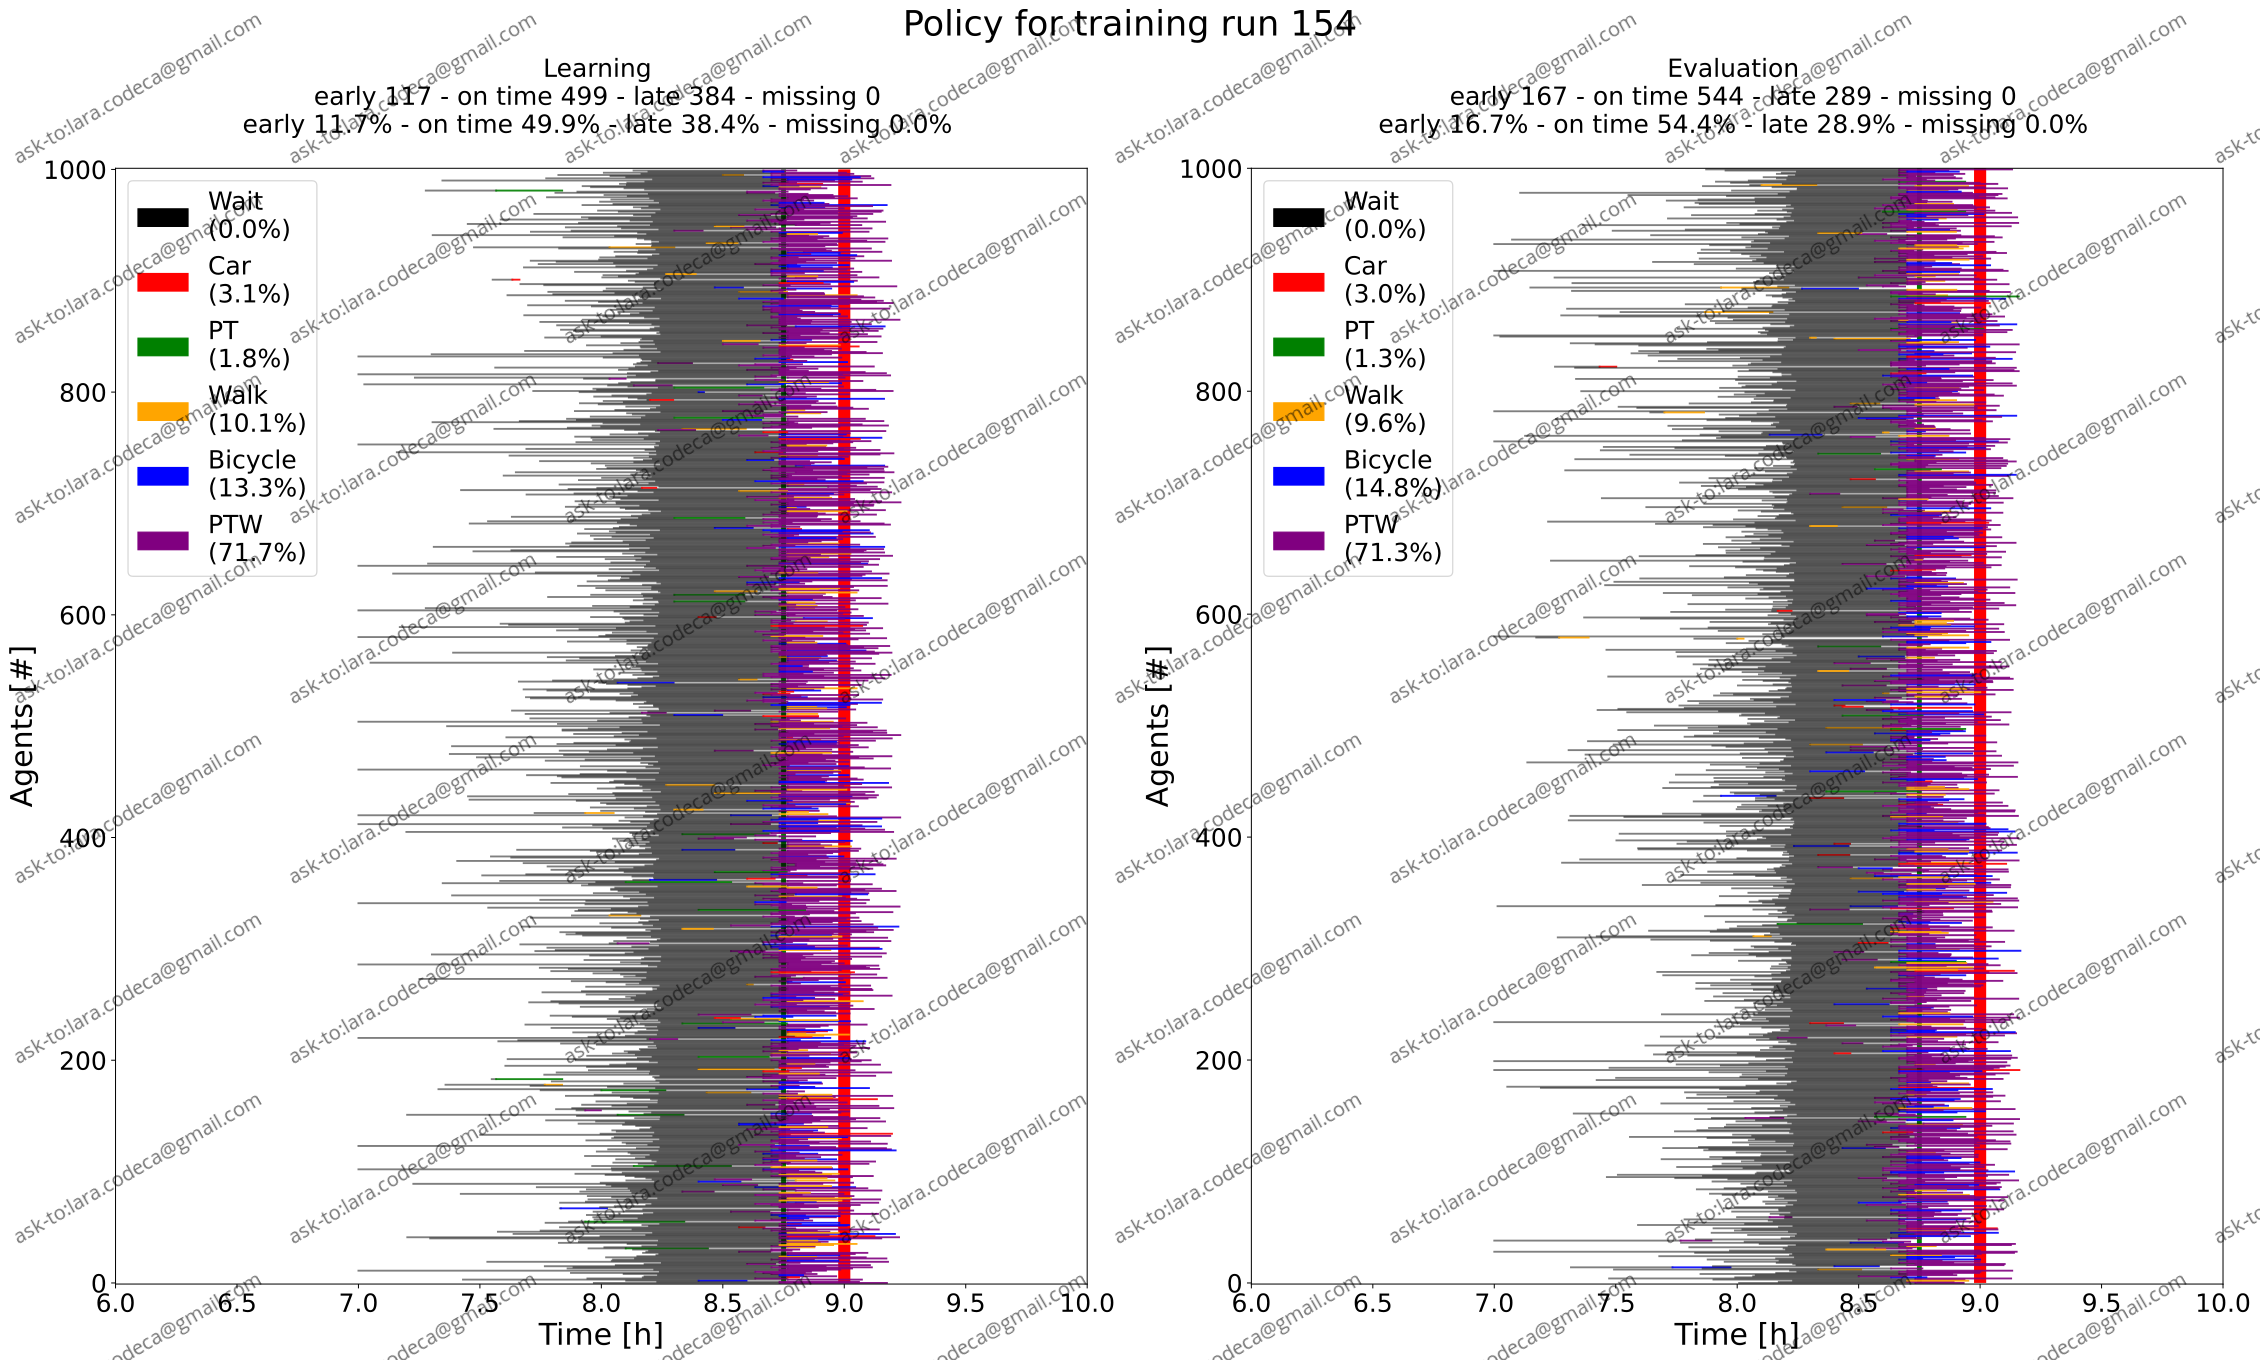 Policy for training run 154
Learning
early 117 - on time 499 - late 384 - missing 0
early 11.7% - on time 49.9% - late 38.4% - missing 0.0%
1000
800
600
400
200
0
Agents [#]
Wait
(0.0%)
Car
(3.1%)
PT
(1.8%)
Walk
(10.1%)
Bicycle
(13.3%)
PTW
(71.7%)
6.0 6.5 7.0 7.5 8.0 8.5 9.0 9.5 10.0
Time [h]
Evaluation
early 167 - on time 544 - late 289 - missing 0
early 16.7% - on time 54.4% - late 28.9% - missing 0.0%
1000
800
600
400
200
0
Agents [#]
Wait
(0.0%)
Car
(3.0%)
PT
(1.3%)
Walk
(9.6%)
Bicycle
(14.8%)
PTW
(71.3%)
6.0 6.5 7.0 7.5 8.0 8.5 9.0 9.5 10.0
Time [h]
ask-to:lara.codeca@gmail.com